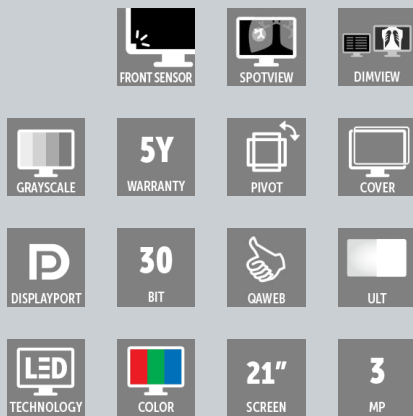 FRONT SENSOR
SPOTVIEW
DIMVIEW
GRAYSCALE
5Y
WARRANTY
PIVOT
COVER
DISPLAYPORT
30
BIT
QAWEB
ULT
LED
TECHNOLOGY
COLOR
21"
SCREEN
3
MP